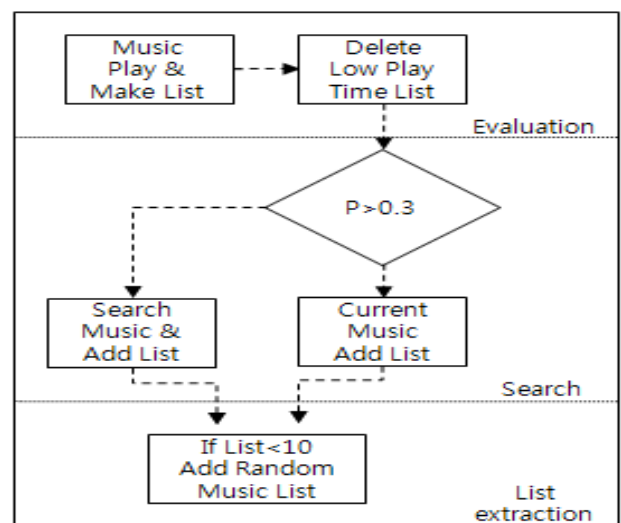 Music
Play &
Make List
Delete
Low Play
Time List
Evaluation
P>0.3
Search
Music &
Add List
Current
Music
Add List
Search
If List<10
Add Random
Music List
List
extraction